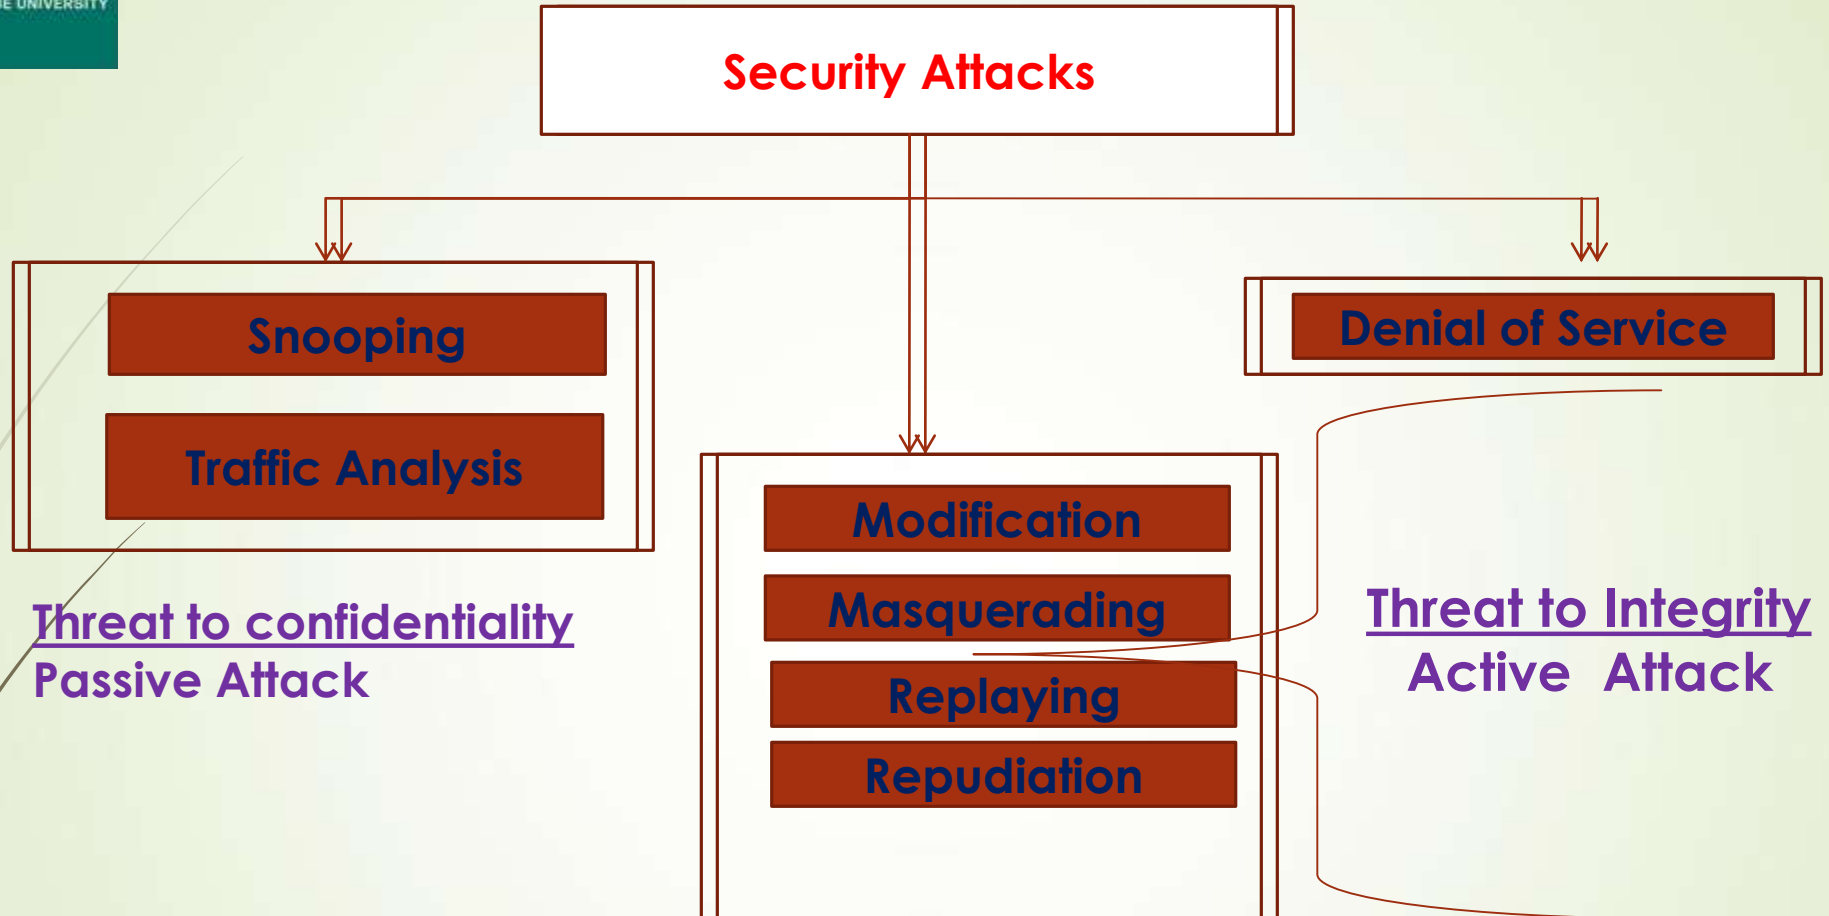 UNIVERSITY
Security Attacks
Snooping
Traffic Analysis
Threat to confidentiality
Passive Attack
Modification
Masquerading
Replaying
Repudiation
Denial of Service
Threat to Integrity
Active Attack